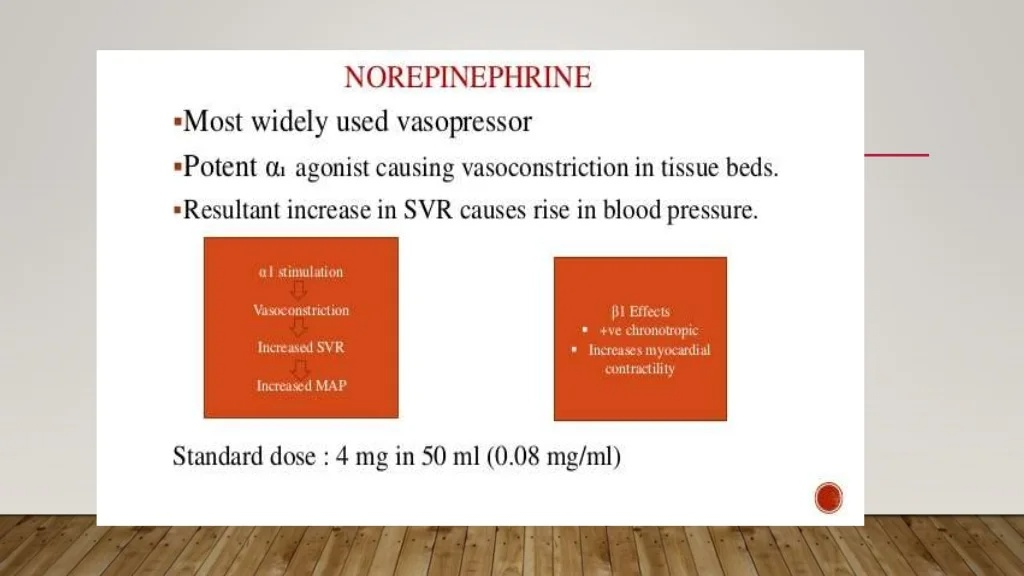 NOREPINEPHRINE
▪Most widely used vasopressor
▪Potent α₁ agonist causing vasoconstriction in tissue beds.
▪Resultant increase in SVR causes rise in blood pressure.
α1 stimulation
Vasoconstriction
Increased SVR
Increased MAP
β1 Effects
▪ +ve chronotropic
▪ Increases myocardial
contractility
Standard dose : 4 mg in 50 ml (0.08 mg/ml)